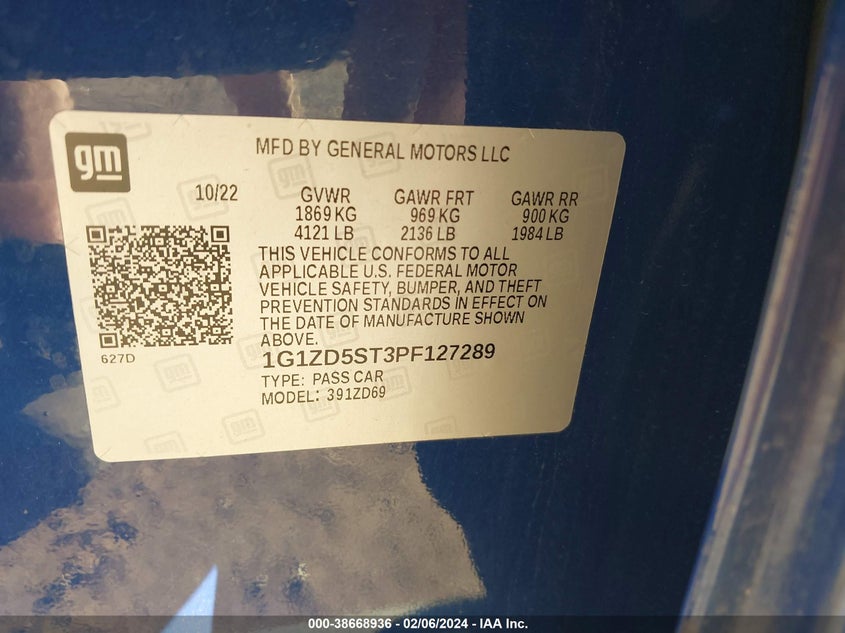 gm
MFD BY GENERAL MOTORS LLC
10/22 GVWR GAWR FRT GAWR RR
1869 KG 969 KG 900 KG
4121 LB 2136 LB 1984 LB
THIS VEHICLE CONFORMS TO ALL
APPLICABLE U.S. FEDERAL MOTOR
VEHICLE SAFETY, BUMPER, AND THEFT
PREVENTION STANDARDS IN EFFECT ON
THE DATE OF MANUFACTURE SHOWN
ABOVE.
627D
1G1ZD5ST3PF127289
TYPE: PASS CAR
MODEL: 391ZD69
000-38668936 - 02/06/2024 - IAA Inc.